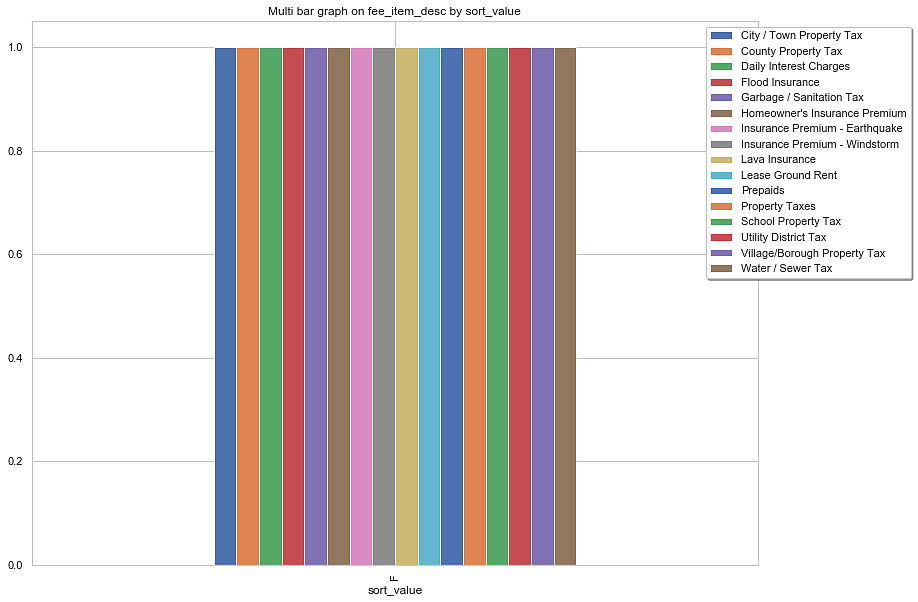 Multi bar graph on fee_item_desc by sort_value
1.0
0.8
0.6
0.4
0.2
0.0
F
sort_value
City / Town Property Tax
County Property Tax
Daily Interest Charges
Flood Insurance
Garbage / Sanitation Tax
Homeowner's Insurance Premium
Insurance Premium - Earthquake
Insurance Premium - Windstorm
Lava Insurance
Lease Ground Rent
Prepaids
Property Taxes
School Property Tax
Utility District Tax
Village/Borough Property Tax
Water / Sewer Tax